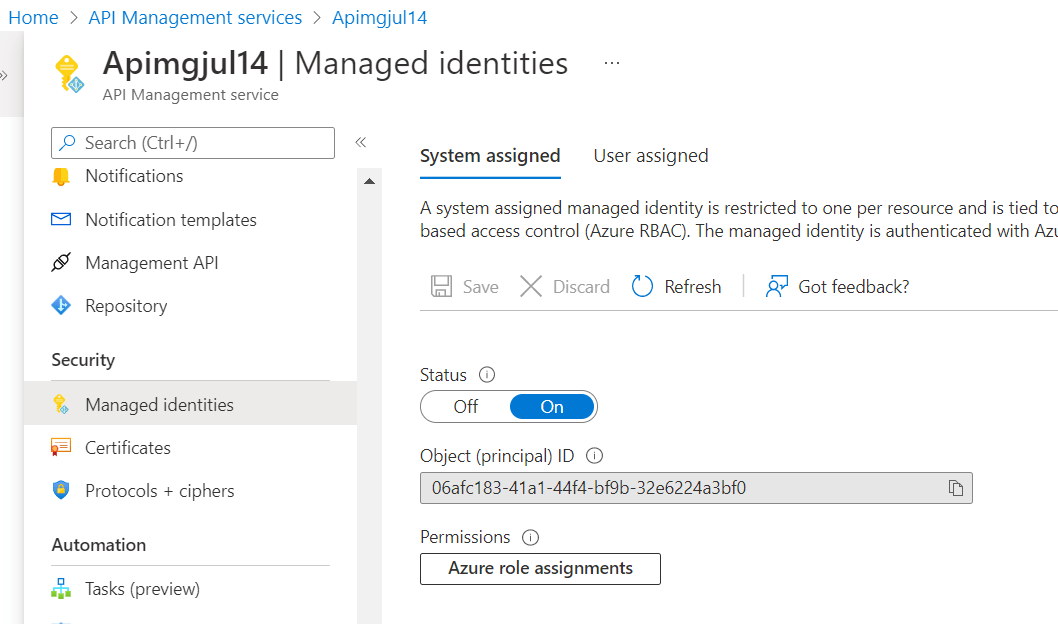 Home > API Management services > Apimgjul14
Apimgjul14 | Managed identities ...
API Management service
Search (Ctrl+/)
Notifications
Notification templates
Management API
Repository
Security
Managed identities
Certificates
Protocols + ciphers
Automation
Tasks (preview)
System assigned User assigned
A system assigned managed identity is restricted to one per resource and is tied to
based access control (Azure RBAC). The managed identity is authenticated with Azu
Save Discard Refresh Got feedback?
Status
Off On
Object (principal) ID
06afc183-41a1-44f4-bf9b-32e6224a3bf0
Permissions
Azure role assignments